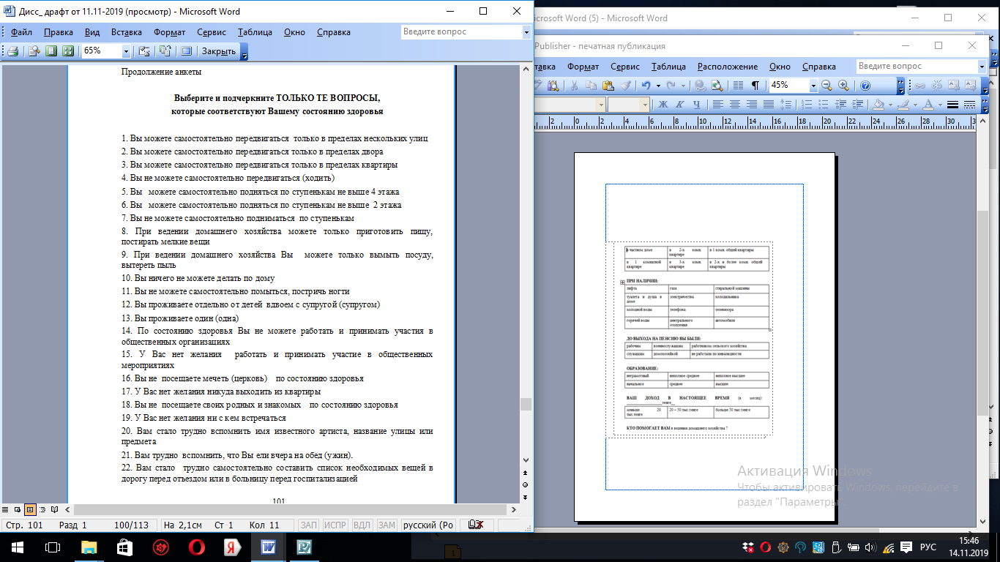 Дисс_ драфт от 11.11-2019 (просмотр) - Microsoft Word
Файл Правка Вид Вставка Формат Сервис Таблица Окно Справка
Введите вопрос
65% Закрыть
Продолжение анкеты
Выберите и подчеркните ТОЛЬКО ТЕ ВОПРОСЫ,
которые соответствуют Вашему состоянию здоровья
1. Вы можете самостоятельно передвигаться только в пределах нескольких улиц
2. Вы можете самостоятельно передвигаться только в пределах двора
3. Вы можете самостоятельно передвигаться только в пределах квартиры
4. Вы не можете самостоятельно передвигаться (ходить)
5. Вы можете самостоятельно подняться по ступенькам не выше 4 этажа
6. Вы можете самостоятельно подняться по ступенькам не выше 2 этажа
7. Вы не можете самостоятельно подниматься по ступенькам
8. При ведении домашнего хозяйства можете только приготовить пищу,
постирать мелкие вещи
9. При ведении домашнего хозяйства Вы можете только вымыть посуду,
вытереть пыль
10. Вы ничего не можете делать по дому
11. Вы не можете самостоятельно помыться, постричь ногти
12. Вы проживаете отдельно от детей вдвоем с супругой (супругом)
13. Вы проживаете один (одна)
14. По состоянию здоровья Вы не можете работать и принимать участия в
общественных организациях
15. У Вас нет желания работать и принимать участие в общественных
мероприятиях
16. Вы не посещаете мечеть (церковь) по состоянию здоровья
17. У Вас нет желания никуда выходить из квартиры
18. Вы не посещаете своих родных и знакомых по состоянию здоровья
19. У Вас нет желания ни с кем встречаться
20. Вам стало трудно вспомнить имя известного артиста, название улицы или
предмета
21. Вам трудно вспомнить, что Вы ели вчера на обед (ужин).
22. Вам стало трудно самостоятельно составить список необходимых вещей в
дорогу перед отъездом или в больницу перед госпитализацией
101
Стр. 101 Разд 1 100/113 На 2,1см Ст 1 Кол 11 ЗАП ИСПР ВДЛ ЗАМ русский (Ро
icrosoft Word (5) - Microsoft Word
Publisher - печатная публикация
тавка Формат Сервис Таблица Расположение Окно Справка
Введите вопрос
45%
Ж К Ч
2 0 2 4 6 8 10 12 14 16 18 20 22 24 26 28 30
в частном доме в 2-х комн. квартире в 1 комн. общей квартиры
в 1 комнатной квартире в 3-х комн. квартире в 2-х и более комн. общей квартиры
ПРИ НАЛИЧИИ:
лифта газа стиральной машины
туалета и душа в доме электричества холодильника
холодной воды телефона телевизора
горячей воды центрального отопления автомобиля
ДО ВЫХОДА НА ПЕНСИЮ ВЫ БЫЛИ:
рабочим военнослужащим работником сельского хозяйства
служащим домохозяйкой не работали по инвалидности
ОБРАЗОВАНИЕ:
неграмотный неполное среднее неполное высшее
начальное среднее высшее
ВАШ ДОХОД В НАСТОЯЩЕЕ ВРЕМЯ (в месяц):
тенге
меньше 20 тыс.тенге 20 – 50 тыс.тенге больше 50 тыс.тенге
КТО ПОМОГАЕТ ВАМ в ведении домашнего хозяйства?
Активация Windows
Чтобы активировать Windows, перейдите в
раздел "Параметры".
1
РУС
15:46
14.11.2019